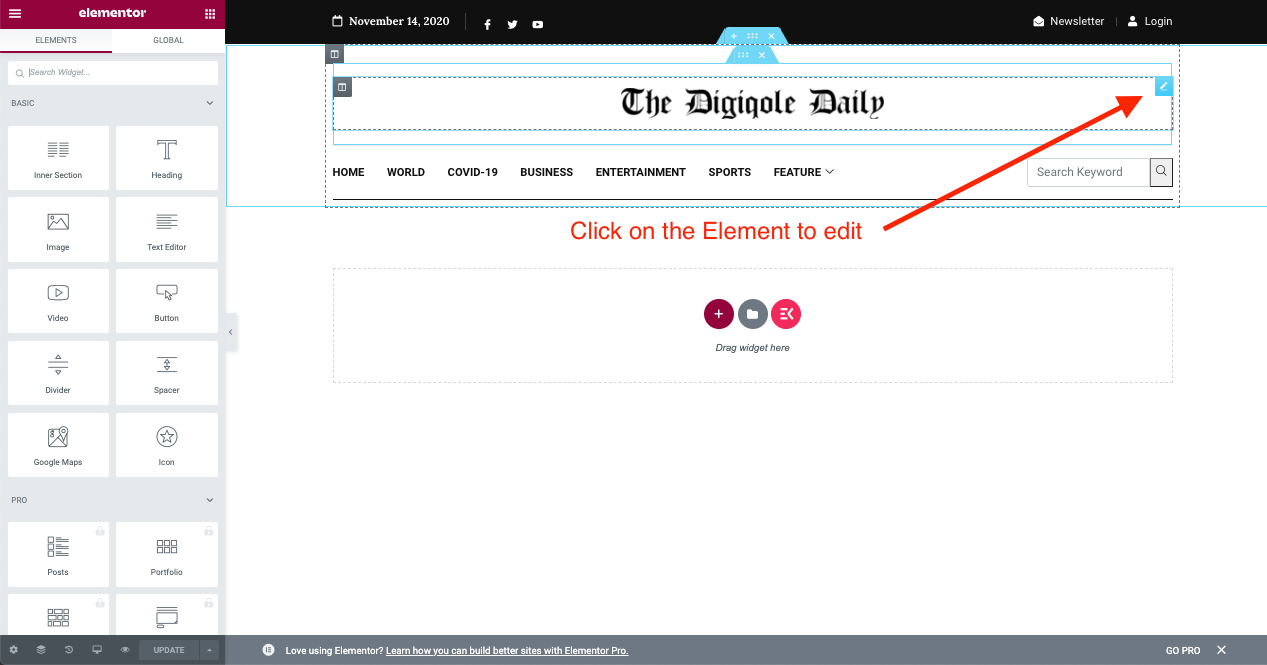 elementor
ELEMENTS GLOBAL
Search Widget...
BASIC
Inner Section
Heading
Image
Text Editor
Video
Button
Divider
Spacer
Google Maps
Icon
PRO
Posts
Portfolio
UPDATE
November 14, 2020
Newsletter
Login
The Digiqole Daily
HOME WORLD COVID-19 BUSINESS ENTERTAINMENT SPORTS FEATURE
Search Keyword
Click on the Element to edit
Drag widget here
Love using Elementor? Learn how you can build better sites with Elementor Pro.
GO PRO